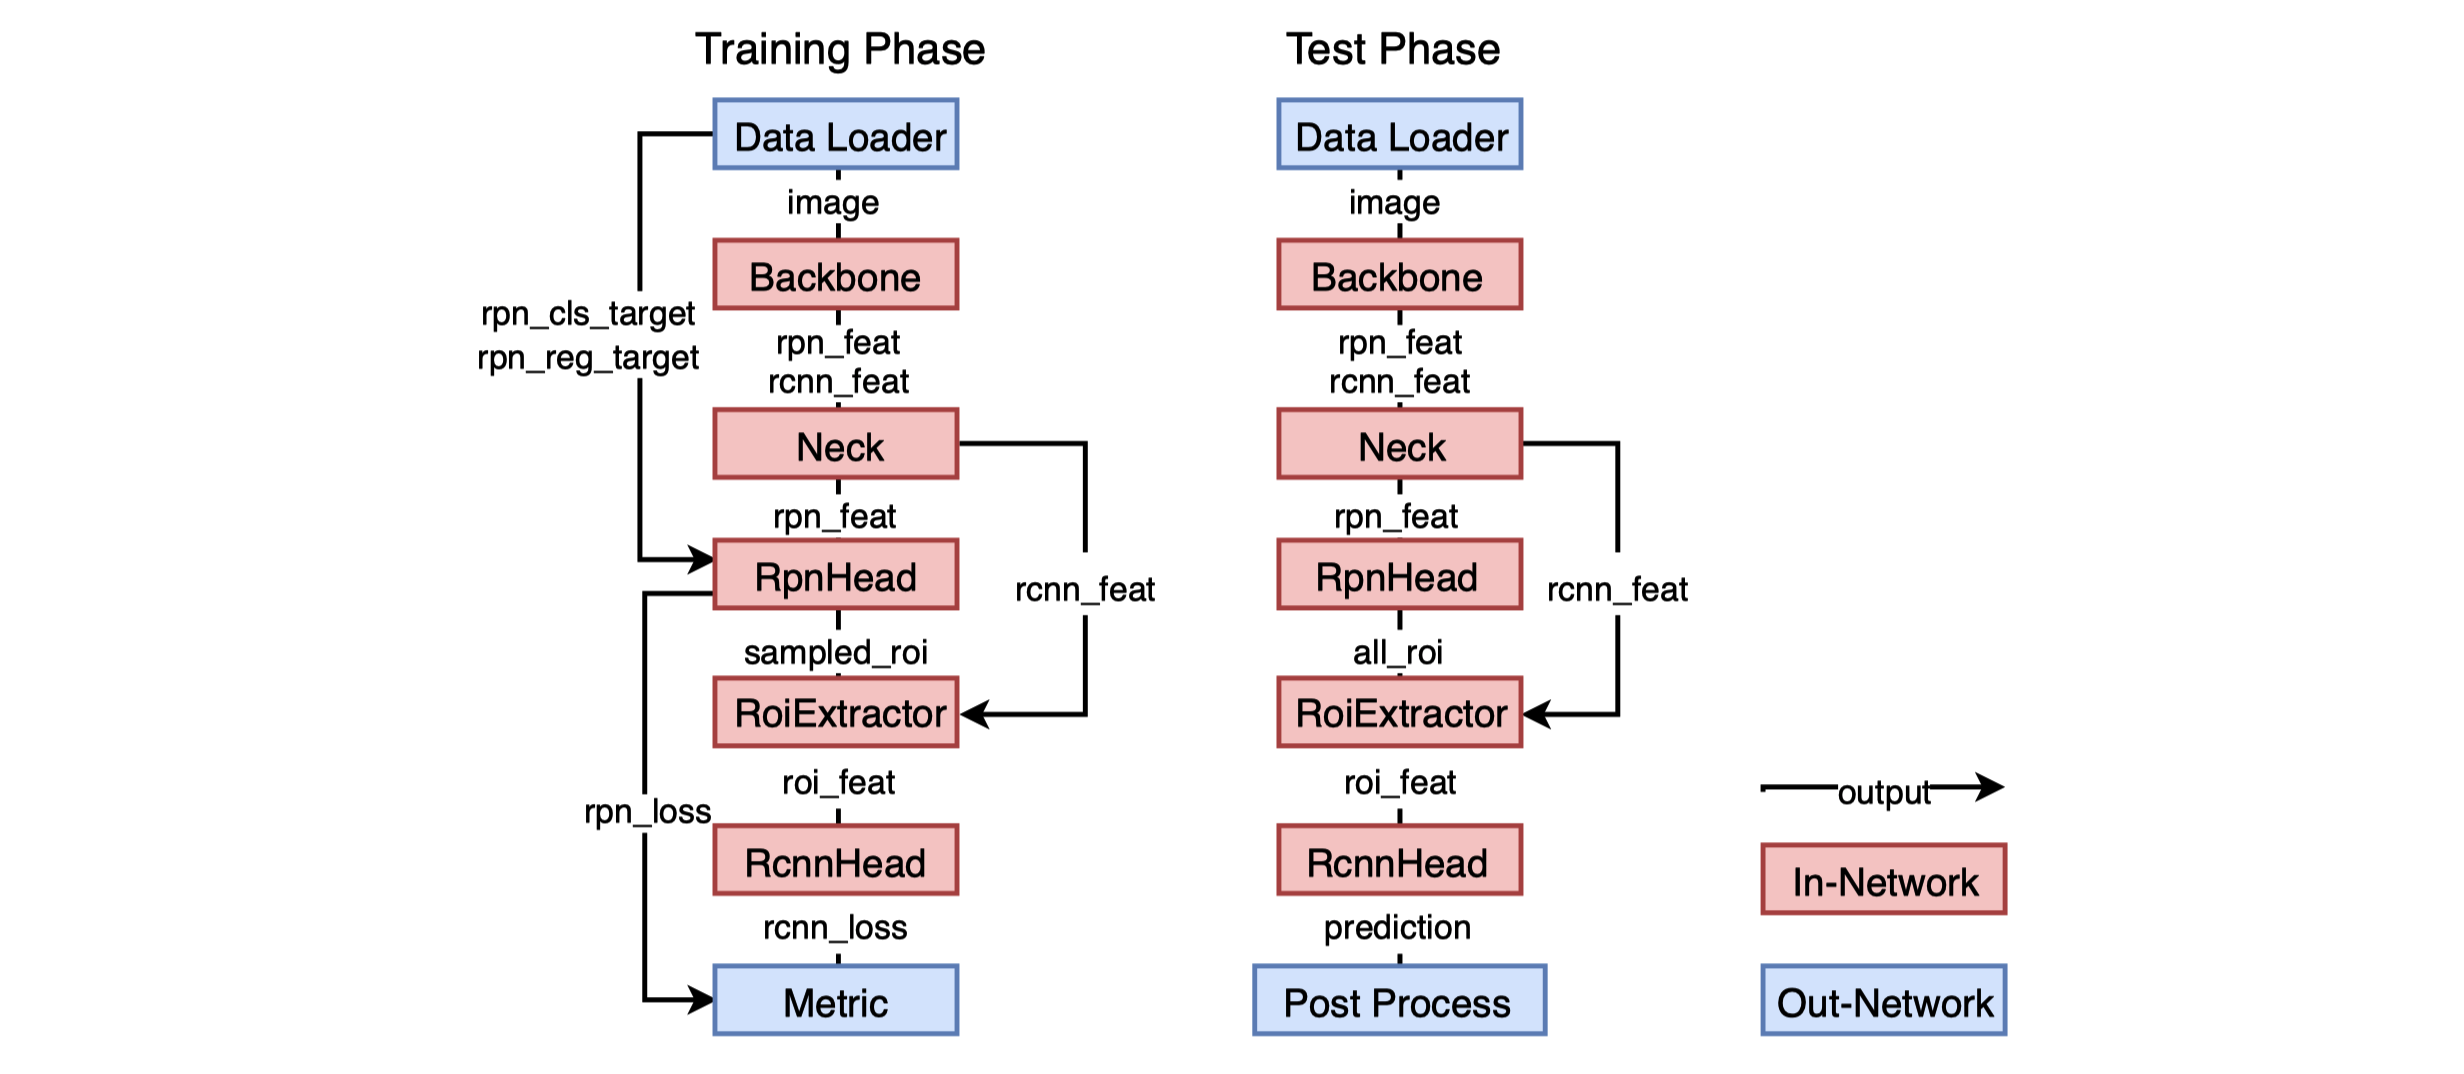 Training Phase
Data Loader
image
Backbone
rpn_cls_target
rpn_reg_target
rpn_feat
rcnn_feat
Neck
rpn_feat
RpnHead
rcnn_feat
sampled_roi
RoiExtractor
roi_feat
rpn_loss
RcnnHead
rcnn_loss
Metric
Test Phase
Data Loader
image
Backbone
rpn_feat
rcnn_feat
Neck
rpn_feat
RpnHead
rcnn_feat
all_roi
RoiExtractor
roi_feat
RcnnHead
prediction
Post Process
output
In-Network
Out-Network